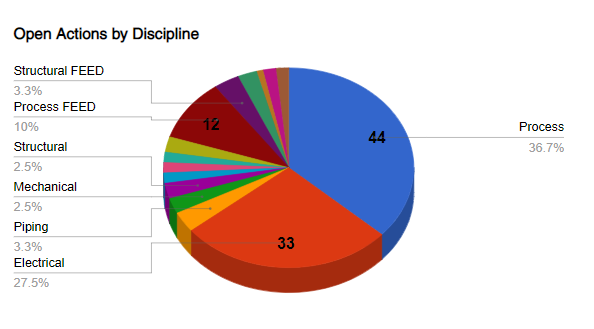 Open Actions by Discipline
Structural FEED
3.3%
Process FEED
10%
Structural
2.5%
Mechanical
2.5%
Piping
3.3%
Electrical
27.5%
12
44
33
Process
36.7%